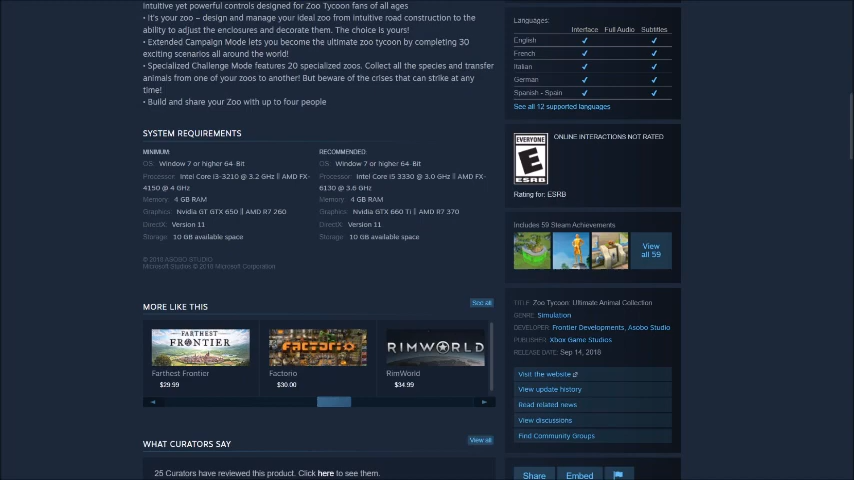 Intuitive yet powerful controls designed for Zoo Tycoon fans of all ages
• It's your zoo – design and manage your ideal zoo from intuitive road construction to the
ability to adjust the enclosures and decorate them. The choice is yours!
• Extended Campaign Mode lets you become the ultimate zoo tycoon by completing 30
exciting scenarios all around the world!
• Specialized Challenge Mode features 20 specialized zoos. Collect all the species and transfer
animals from one of your zoos to another! But beware of the crises that can strike at any
time!
• Build and share your Zoo with up to four people
SYSTEM REQUIREMENTS
MINIMUM:
OS: Window 7 or higher 64-Bit
Processor: Intel Core i3-3210 @ 3.2 GHz || AMD FX-
4150 @ 4 GHz
Memory: 4 GB RAM
Graphics: Nvidia GT GTX 650 || AMD R7 260
DirectX: Version 11
Storage: 10 GB available space
RECOMMENDED:
OS: Window 7 or higher 64-Bit
Processor: Intel Core I5 3330 @ 3.0 GHz || AMD FX-
6130 @ 3.6 GHz
Memory: 4 GB RAM
Graphics: Nvidia GTX 660 Ti || AMD R7 370
DirectX: Version 11
Storage: 10 GB available space
© 2018 ASOBO STUDIO
Microsoft Studios © 2018 Microsoft Corporation
MORE LIKE THIS
See all
FARTHEST
FRONTIER
Farthest Frontier
$29.99
FACTORIO
Factorio
$30.00
RIMWORLD
RimWorld
$34.99
WHAT CURATORS SAY
View all
25 Curators have reviewed this product. Click here to see them.
Languages:
Interface Full Audio Subtitles
English ✔ ✔
French ✔ ✔
Italian ✔ ✔
German ✔ ✔
Spanish - Spain ✔ ✔
See all 12 supported languages
EVERYONE
E
ESRB
ONLINE INTERACTIONS NOT RATED
Rating for: ESRB
Includes 59 Steam Achievements
View
all 59
TITLE: Zoo Tycoon: Ultimate Animal Collection
GENRE: Simulation
DEVELOPER: Frontier Developments, Asobo Studio
PUBLISHER: Xbox Game Studios
RELEASE DATE: Sep 14, 2018
Visit the website
View update history
Read related news
View discussions
Find Community Groups
Share
Embed